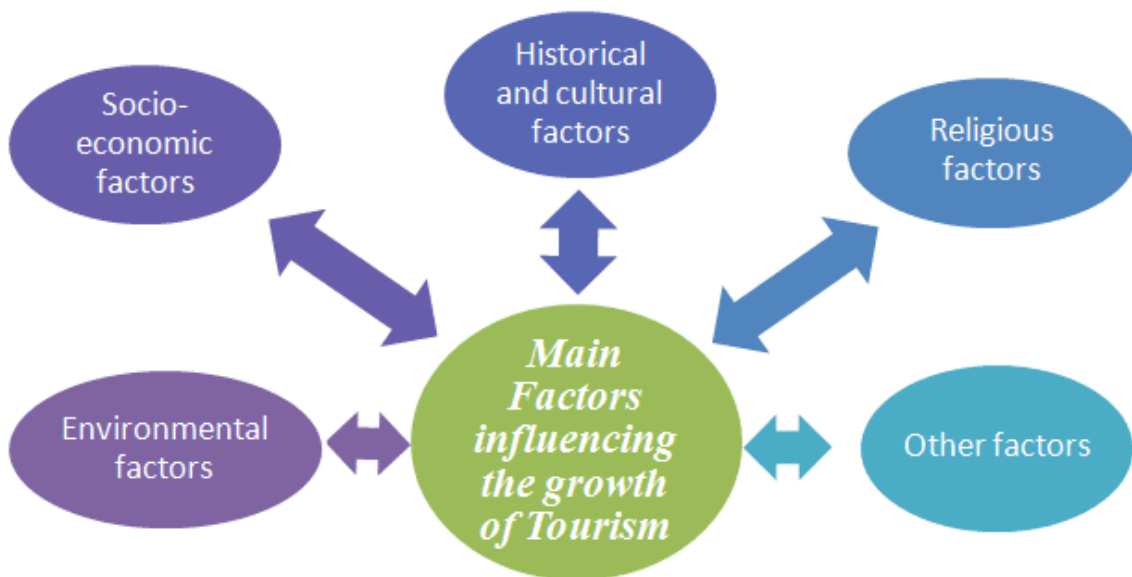 Historical
and cultural
factors
Socio-
economic
factors
Religious
factors
Main
Factors
influencing
the growth
of Tourism
Environmental
factors
Other factors